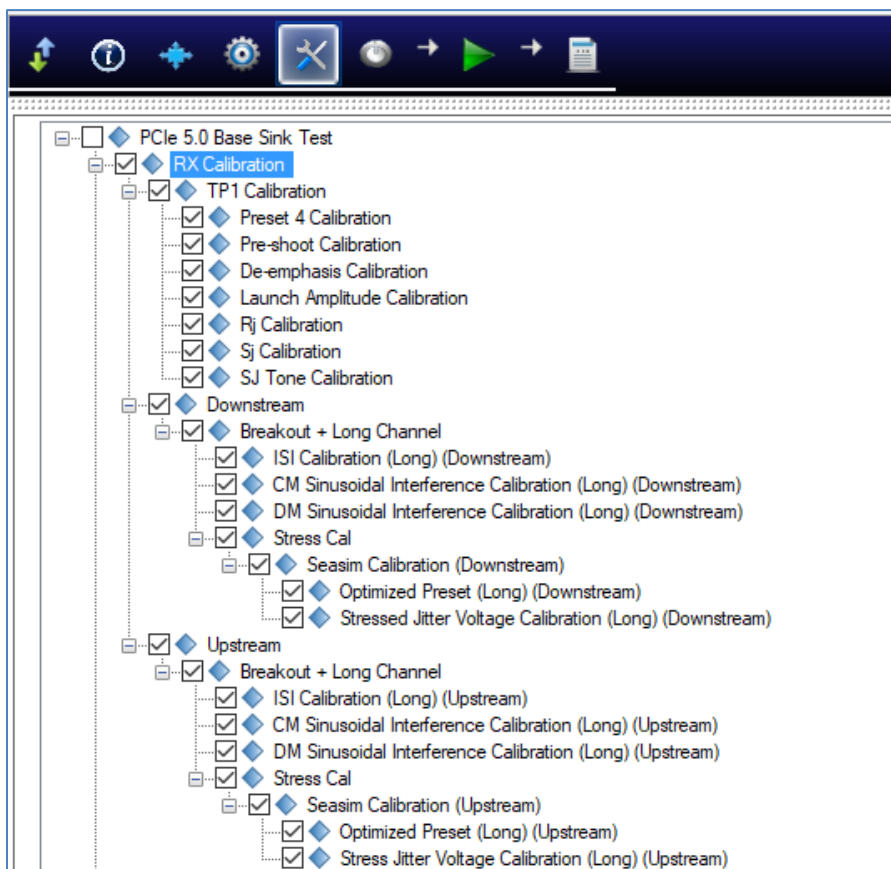 PCIe 5.0 Base Sink Test
RX Calibration
TP1 Calibration
Preset 4 Calibration
Pre-shoot Calibration
De-emphasis Calibration
Launch Amplitude Calibration
Rj Calibration
Sj Calibration
SJ Tone Calibration
Downstream
Breakout + Long Channel
ISI Calibration (Long) (Downstream)
CM Sinusoidal Interference Calibration (Long) (Downstream)
DM Sinusoidal Interference Calibration (Long) (Downstream)
Stress Cal
Seasim Calibration (Downstream)
Optimized Preset (Long) (Downstream)
Stressed Jitter Voltage Calibration (Long) (Downstream)
Upstream
Breakout + Long Channel
ISI Calibration (Long) (Upstream)
CM Sinusoidal Interference Calibration (Long) (Upstream)
DM Sinusoidal Interference Calibration (Long) (Upstream)
Stress Cal
Seasim Calibration (Upstream)
Optimized Preset (Long) (Upstream)
Stress Jitter Voltage Calibration (Long) (Upstream)